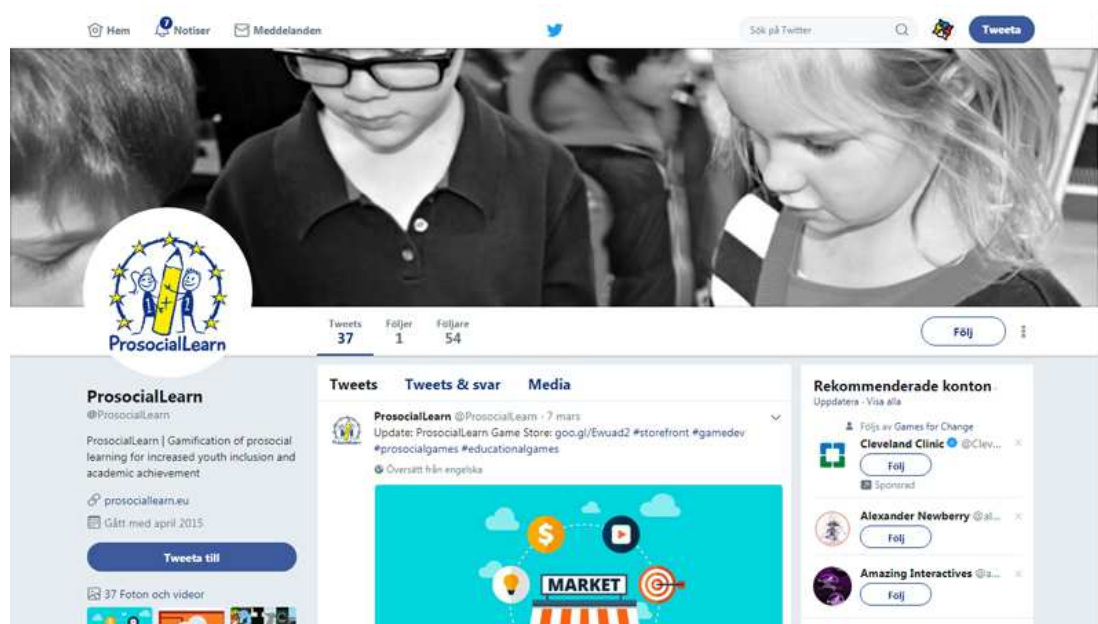 Hem
7
Notiser
Meddelanden
Sök på Twitter
Tweeta
ProsocialLearn
Tweets
37
Följer
1
Följare
54
Följ
ProsocialLearn
@ProsocialLearn
ProsocialLearn | Gamification of prosocial
learning for increased youth inclusion and
academic achievement
prosociallearn.eu
Gått med april 2015
Tweeta till
37 Foton och videor
Tweets Tweets & svar Media
ProsocialLearn @ProsocialLearn · 7 mars
Update: ProsocialLearn Game Store: goo.gl/Ewuad2 #storefront #gamedev
#prosocialgames #educationalgames
Översätt från engelska
MARKET
Rekommenderade konton ·
Uppdatera · Visa alla
Följs av Games for Change
Cleveland Clinic @Clev...
Följ
Sponsrad
Alexander Newberry @al...
Följ
Amazing Interactives @a...
Följ